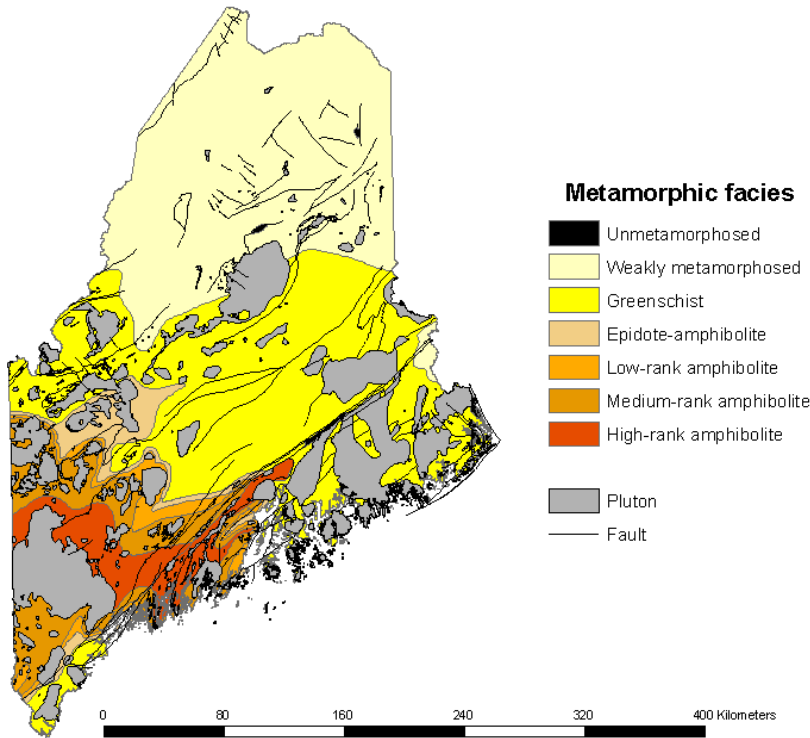 Metamorphic facies
Unmetamorphosed
Weakly metamorphosed
Greenschist
Epidote-amphibolite
Low-rank amphibolite
Medium-rank amphibolite
High-rank amphibolite
Pluton
Fault
0 80 160 240 320 400 Kilometers